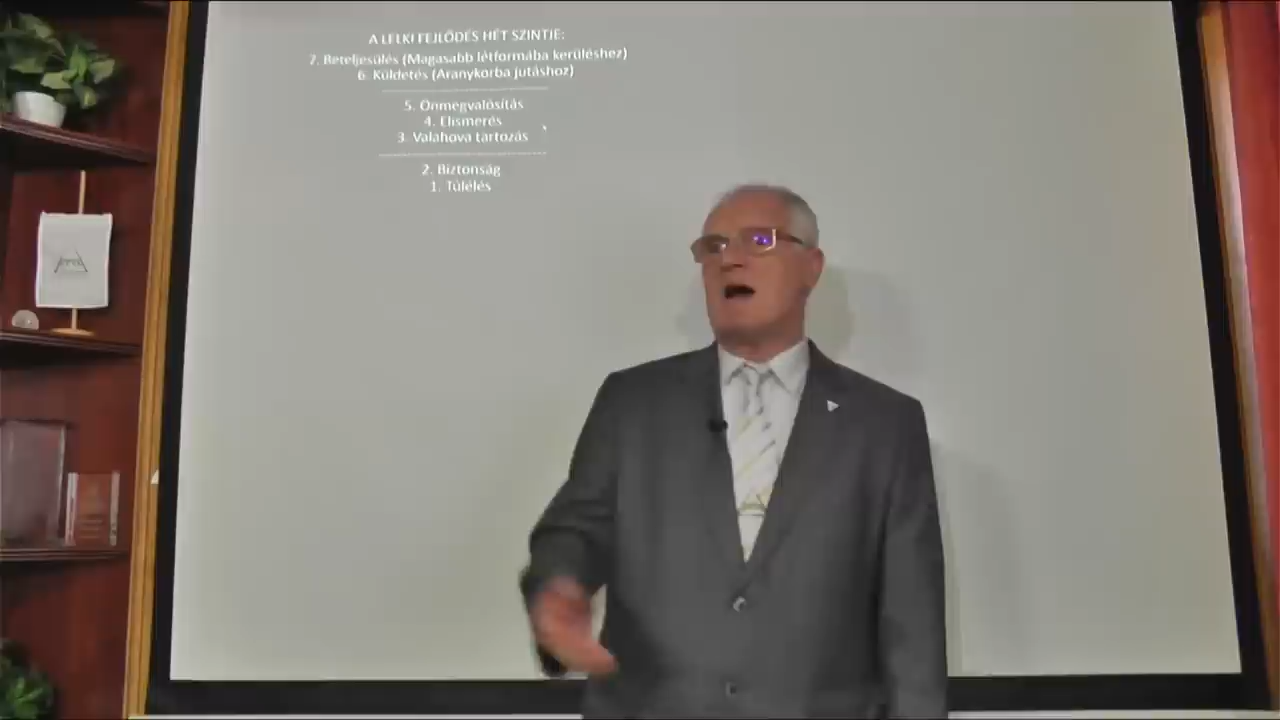 A LELKI FEJLŐDÉS HÉT SZINTJE:
7. Beteljesülés (Magasabb létformába kerüléshez)
6. Küldetés (Aranykorba jutáshoz)
5. Önmegvalósítás
4. Elismerés
3. Valahova tartozás
2. Biztonság
1. Túlélés